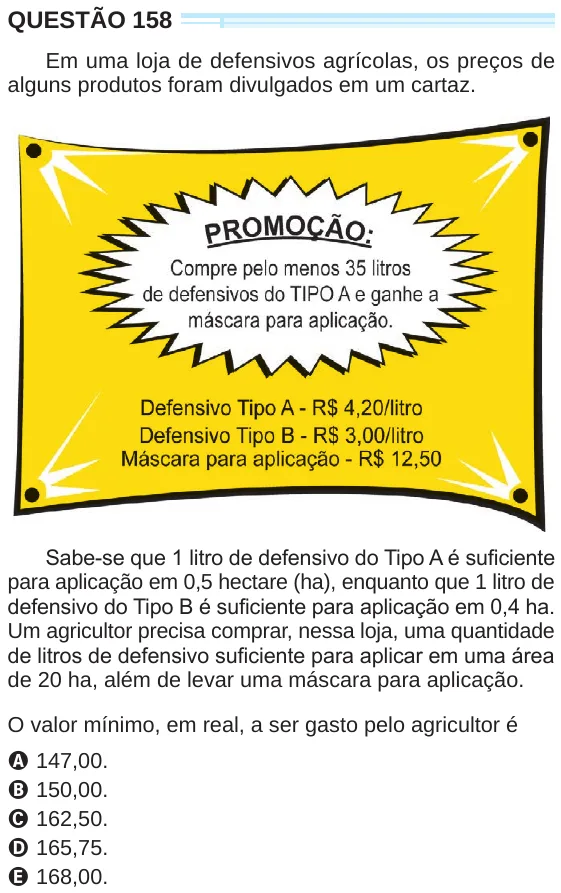 QUESTÃO 158
Em uma loja de defensivos agrícolas, os preços de
alguns produtos foram divulgados em um cartaz.
PROMOÇÃO:
Compre pelo menos 35 litros
de defensivos do TIPO A e ganhe a
máscara para aplicação.
Defensivo Tipo A - R$ 4,20/litro
Defensivo Tipo B - R$ 3,00/litro
Máscara para aplicação - R$ 12,50
Sabe-se que 1 litro de defensivo do Tipo A é suficiente
para aplicação em 0,5 hectare (ha), enquanto que 1 litro de
defensivo do Tipo B é suficiente para aplicação em 0,4 ha.
Um agricultor precisa comprar, nessa loja, uma quantidade
de litros de defensivo suficiente para aplicar em uma área
de 20 ha, além de levar uma máscara para aplicação.
O valor mínimo, em real, a ser gasto pelo agricultor é
A 147,00.
B 150,00.
C 162,50.
D 165,75.
E 168,00.